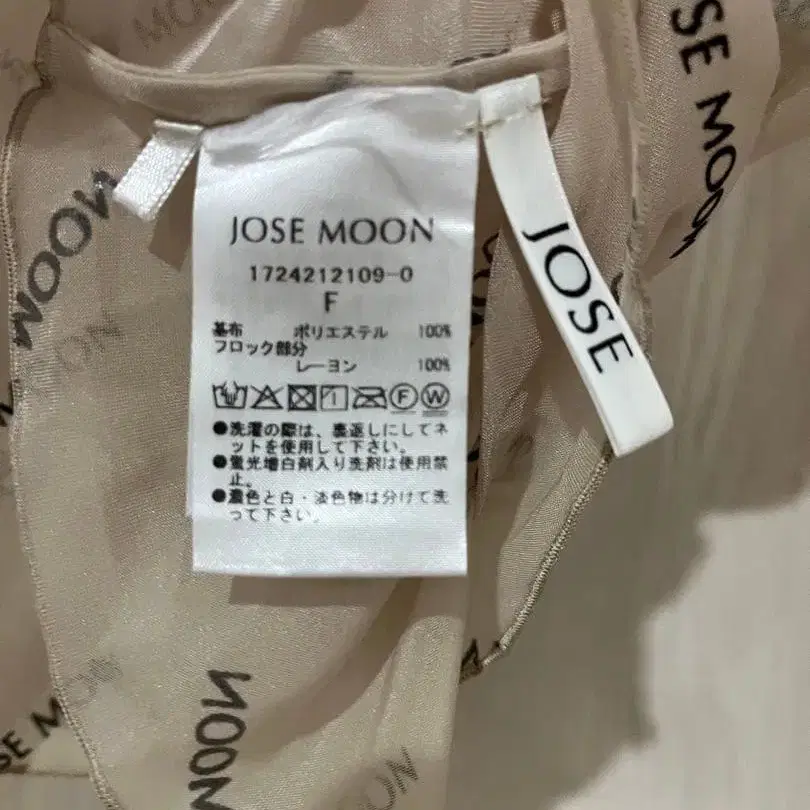 MOON
SE MOON
MOON
JOSE MOON
1724212109-0
F
基布 ポリエステル 100%
フロック部分
レーヨン 100%
F W
●洗濯の際は、裏返しにしてネ
ットを使用して下さい。
●蛍光増白剤入り洗剤は使用禁
止。
●濃色と白・淡色物は分けて洗
って下さい。
JOSE
MOON
OSE M
MOON